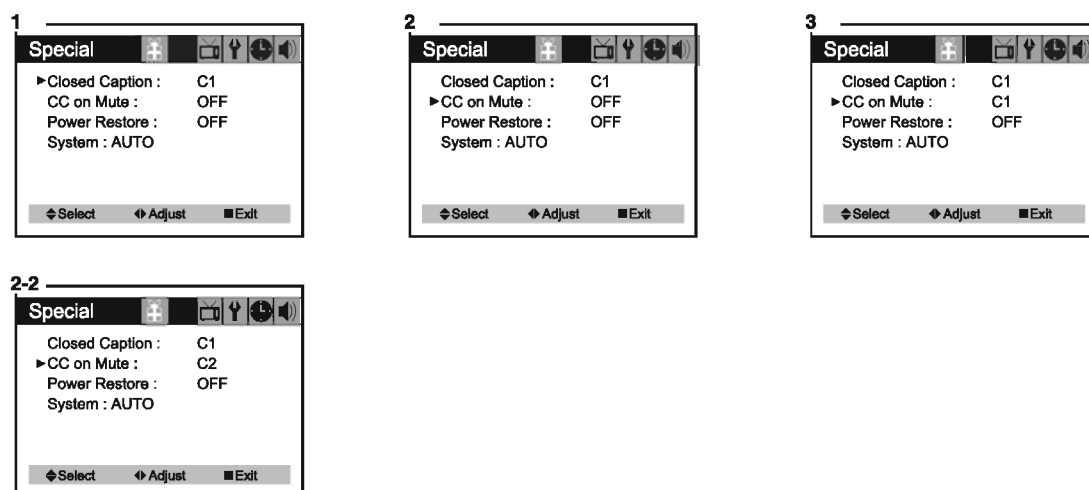 1
Special
►Closed Caption : C1
CC on Mute : OFF
Power Restore : OFF
System : AUTO
Select Adjust Exit
2
Special
Closed Caption : C1
►CC on Mute : OFF
Power Restore : OFF
System : AUTO
Select Adjust Exit
3
Special
Closed Caption : C1
►CC on Mute : C1
Power Restore : OFF
System : AUTO
Select Adjust Exit
2-2
Special
Closed Caption : C1
►CC on Mute : C2
Power Restore : OFF
System : AUTO
Select Adjust Exit